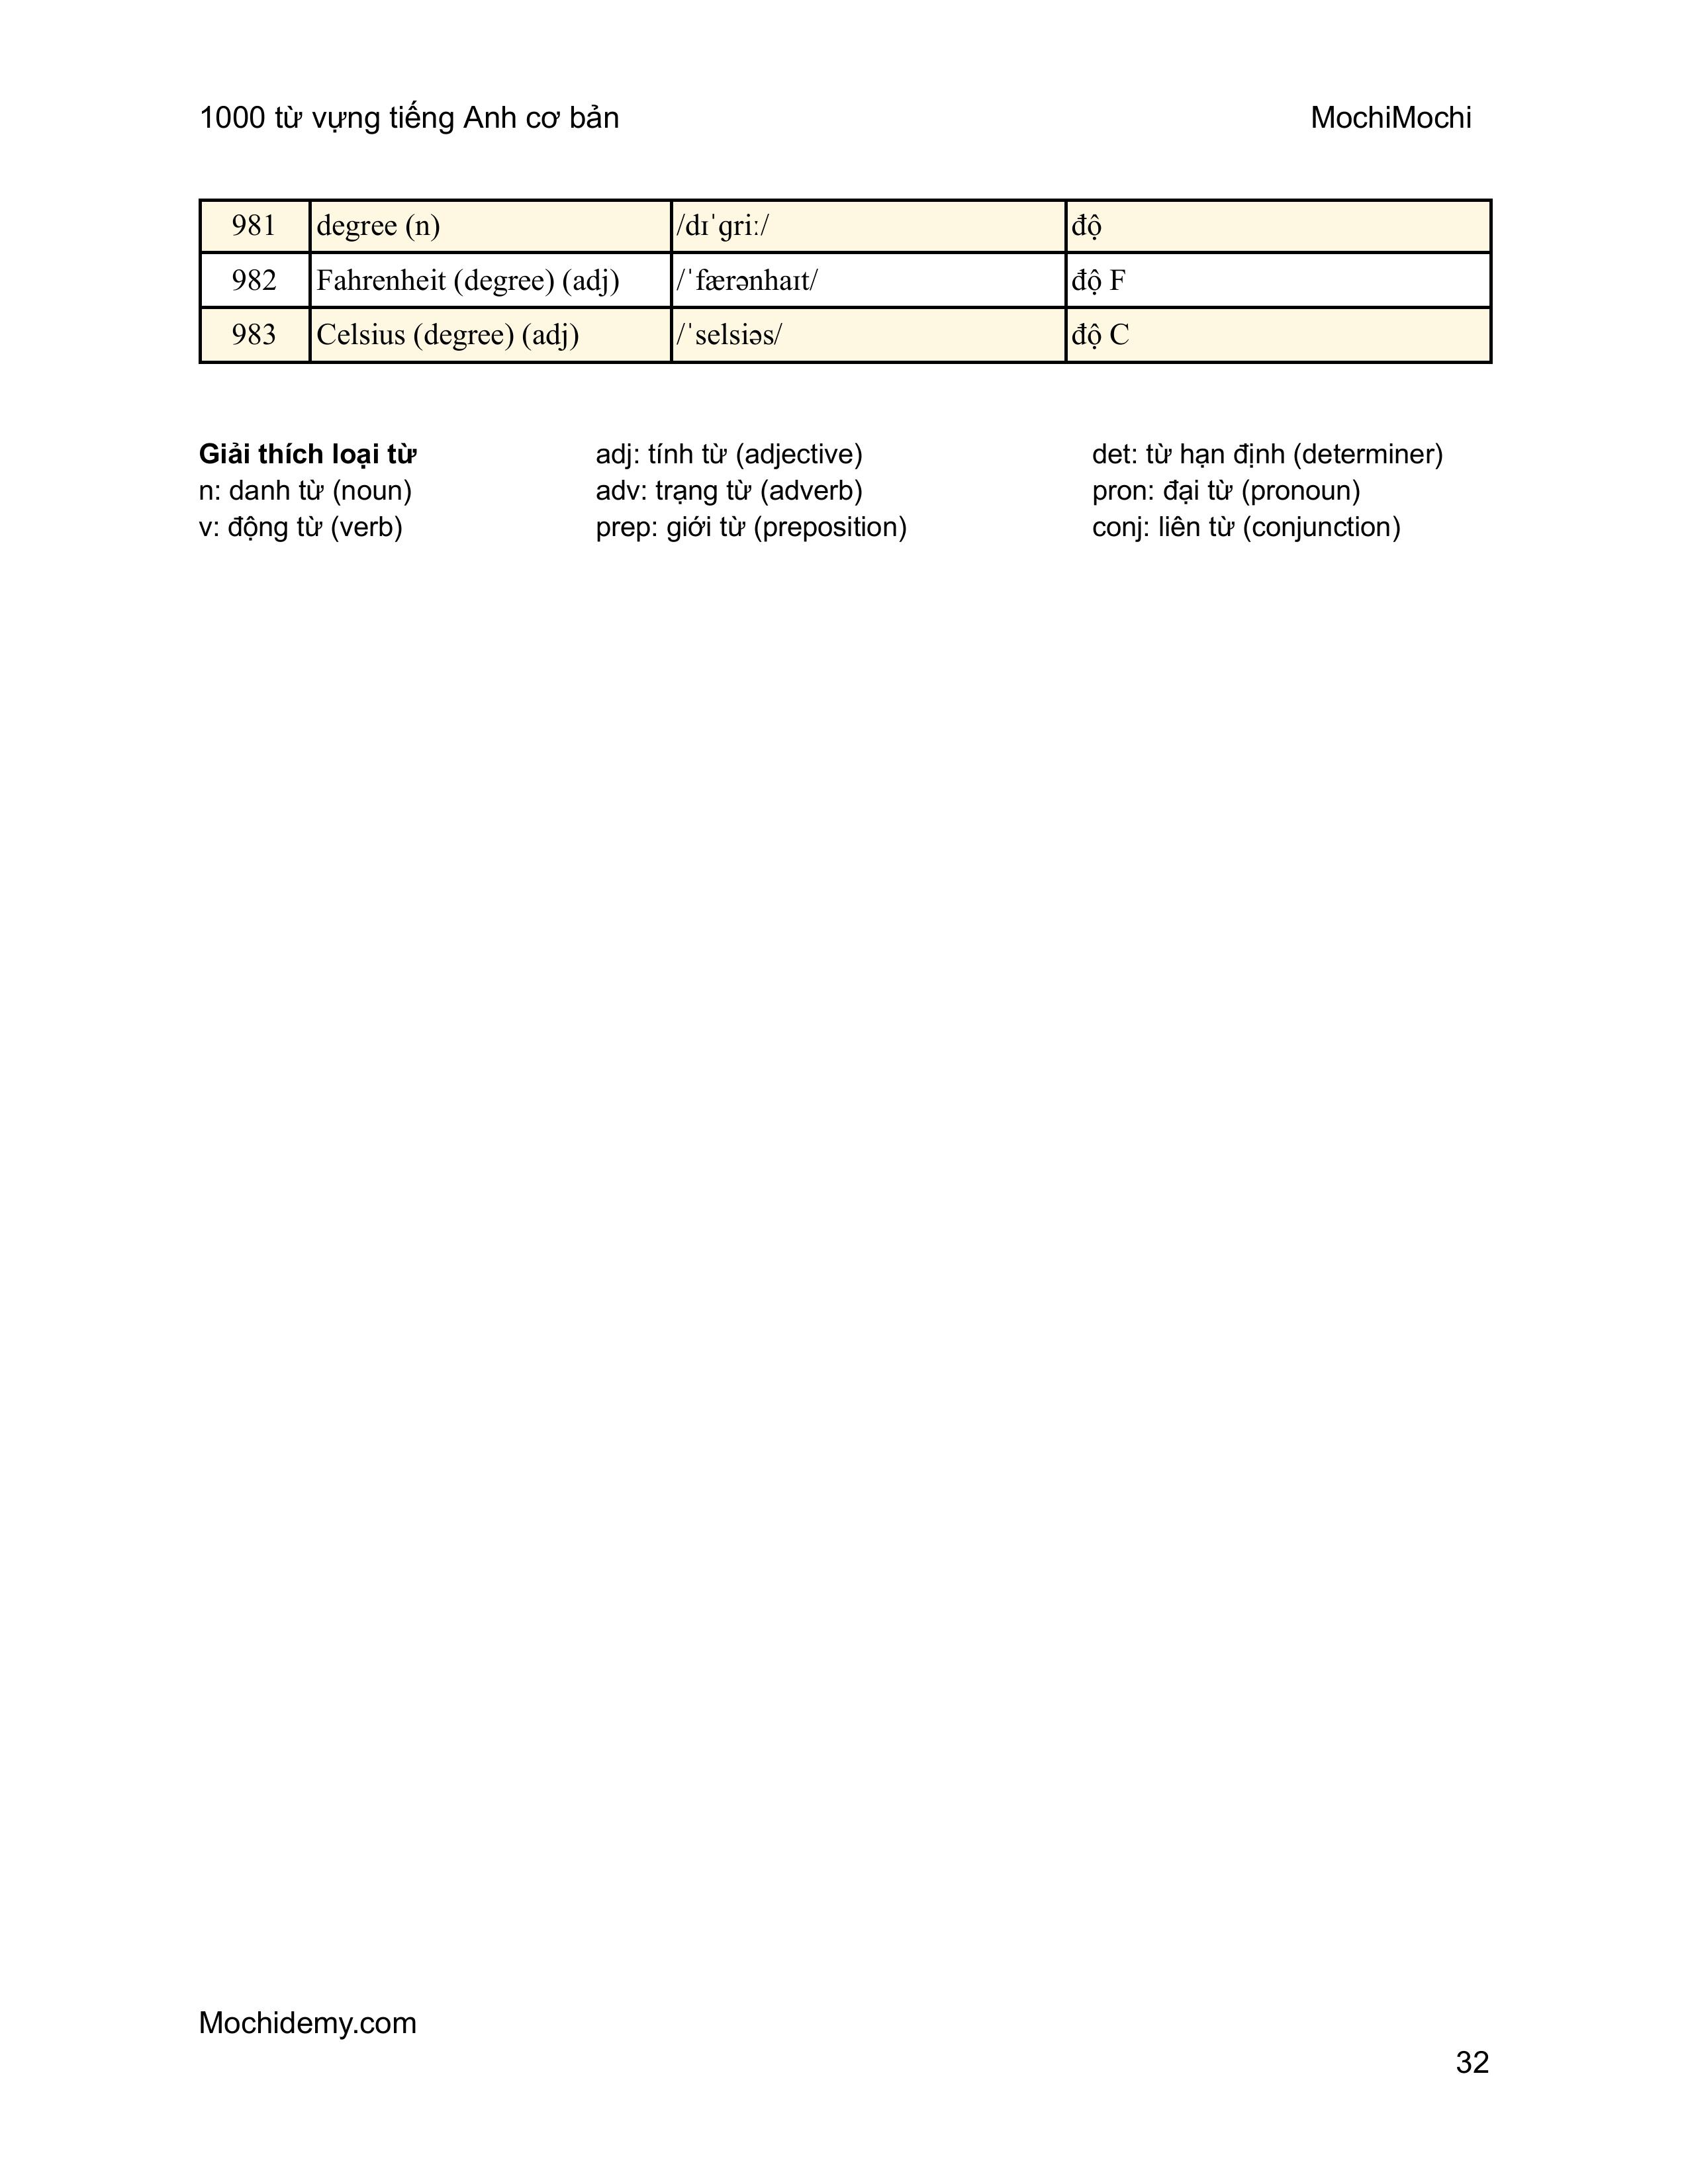 1000 từ vựng tiếng Anh cơ bản MochiMochi
981 degree (n) /dɪˈɡriː/ độ
982 Fahrenheit (degree) (adj) /ˈfærənhaɪt/ độ F
983 Celsius (degree) (adj) /ˈselsiəs/ độ C
Giải thích loại từ adj: tính từ (adjective) det: từ hạn định (determiner)
n: danh từ (noun) adv: trạng từ (adverb) pron: đại từ (pronoun)
v: động từ (verb) prep: giới từ (preposition) conj: liên từ (conjunction)
Mochidemy.com
32